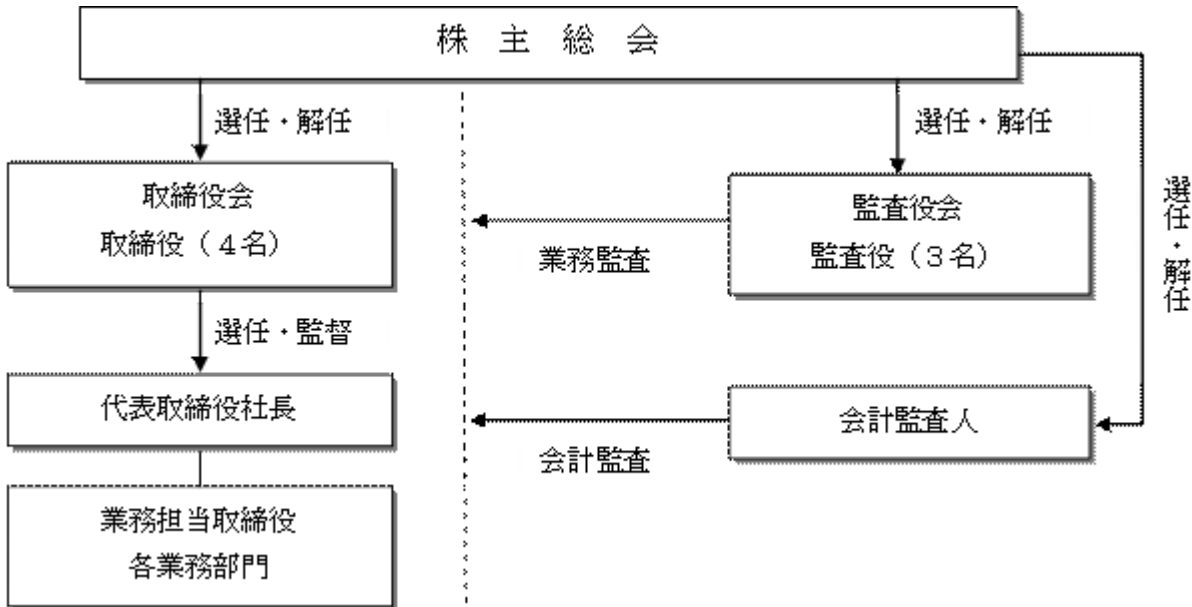 株主総会
選任・解任
選任・解任
選任・解任
取締役会
取締役（４名）
監査役会
監査役（３名）
業務監査
選任・監督
代表取締役社長
会計監査人
会計監査
業務担当取締役
各業務部門